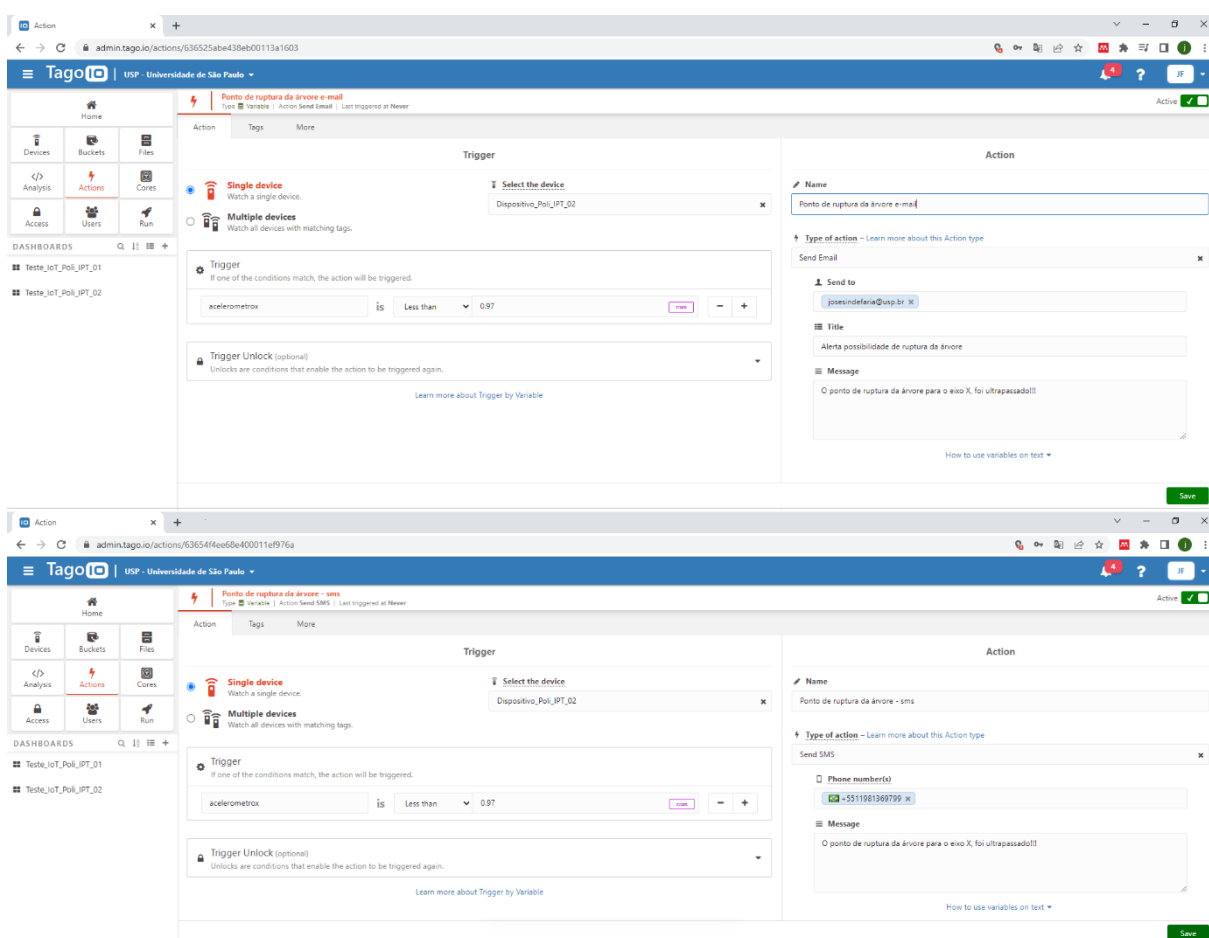 Action
admin.tago.io/actions/636525abe438eb00113a1603
Tago IO USP - Universidade de São Paulo
4 ? JF
Home
Devices Buckets Files
Analysis Actions Cores
Access Users Run
DASHBOARDS
Teste_IoT_Poli_IPT_01
Teste_IoT_Poli_IPT_02
Ponto de ruptura da árvore e-mail
Type Variable | Action Send Email | Last triggered at Never
Active
Action Tags More
Trigger
Single device
Watch a single device.
Multiple devices
Watch all devices with matching tags.
Select the device
Dispositivo_Poli_IPT_02
Trigger
If one of the conditions match, the action will be triggered.
acelerometrox is Less than 0.97
Trigger Unlock (optional)
Unlocks are conditions that enable the action to be triggered again.
Learn more about Trigger by Variable
Action
Name
Ponto de ruptura da árvore e-mail
Type of action – Learn more about this Action type
Send Email
Send to
josesindefaria@usp.br
Title
Alerta possibilidade de ruptura da árvore
Message
O ponto de ruptura da árvore para o eixo X, foi ultrapassado!!!
How to use variables on text
Save
Action
admin.tago.io/actions/63654f4ee68e400011ef976a
Tago IO USP - Universidade de São Paulo
4 ? JF
Home
Devices Buckets Files
Analysis Actions Cores
Access Users Run
DASHBOARDS
Teste_IoT_Poli_IPT_01
Teste_IoT_Poli_IPT_02
Ponto de ruptura da árvore - sms
Type Variable | Action Send SMS | Last triggered at Never
Active
Action Tags More
Trigger
Single device
Watch a single device.
Multiple devices
Watch all devices with matching tags.
Select the device
Dispositivo_Poli_IPT_02
Trigger
If one of the conditions match, the action will be triggered.
acelerometrox is Less than 0.97
Trigger Unlock (optional)
Unlocks are conditions that enable the action to be triggered again.
Learn more about Trigger by Variable
Action
Name
Ponto de ruptura da árvore - sms
Type of action – Learn more about this Action type
Send SMS
Phone number(s)
+5511981369799
Message
O ponto de ruptura da árvore para o eixo X, foi ultrapassado!!!
How to use variables on text
Save